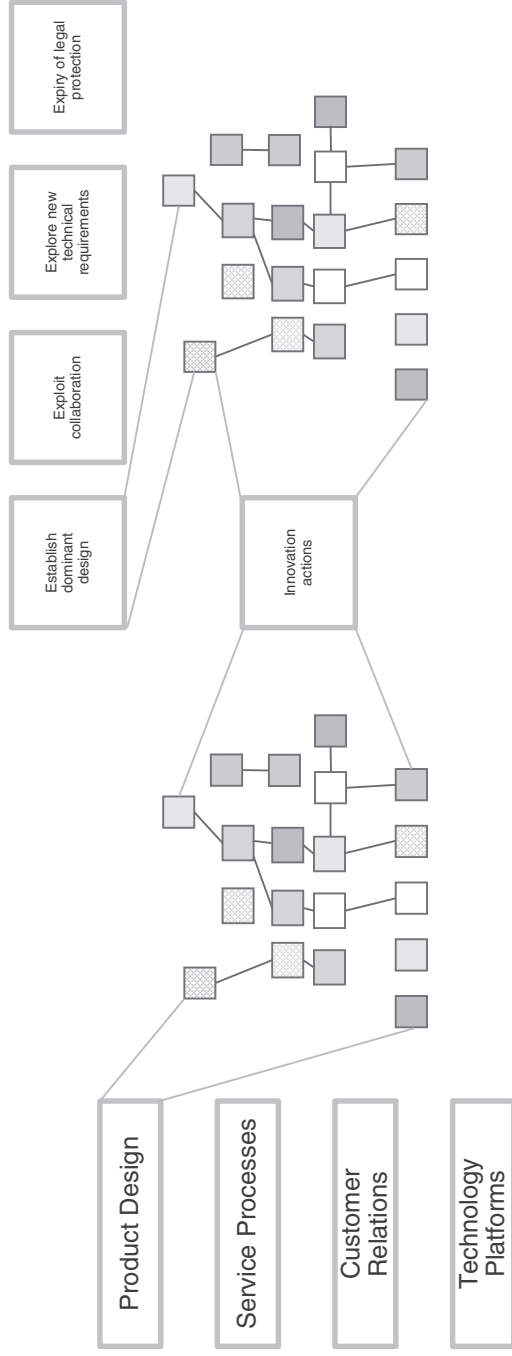 Product Design
Service Processes
Customer
Relations
Technology
Platforms
Innovation
actions
Establish
dominant
design
Exploit
collaboration
Explore new
technical
requirements
Expiry of legal
protection